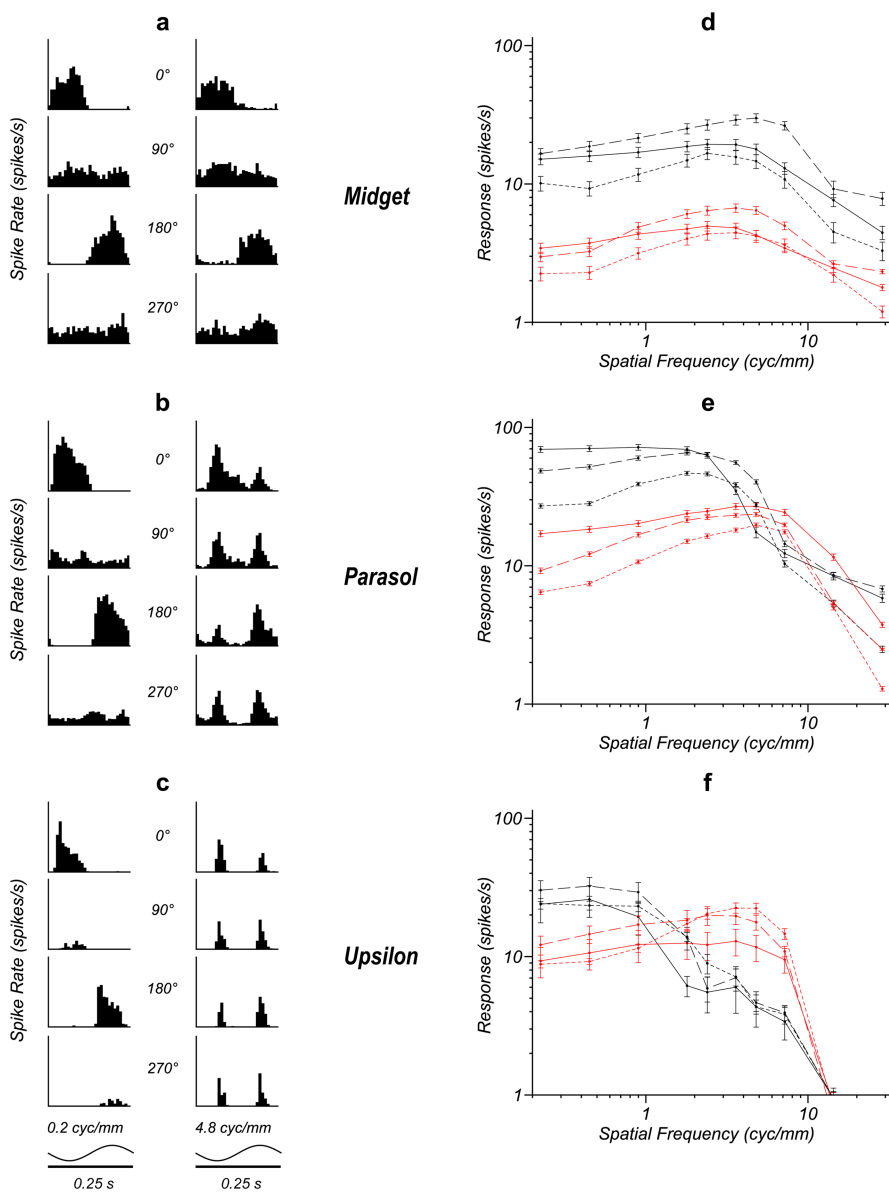 a
d
Spike Rate (spikes/s)
0°
90°
180°
270°
Midget
Response (spikes/s)
100
10
1
1
10
Spatial Frequency (cyc/mm)
b
e
Spike Rate (spikes/s)
0°
90°
180°
270°
Parasol
Response (spikes/s)
100
10
1
1
10
Spatial Frequency (cyc/mm)
c
f
Spike Rate (spikes/s)
0°
90°
180°
270°
Upsilon
Response (spikes/s)
100
10
1
1
10
Spatial Frequency (cyc/mm)
0.2 cyc/mm
4.8 cyc/mm
0.25 s
0.25 s